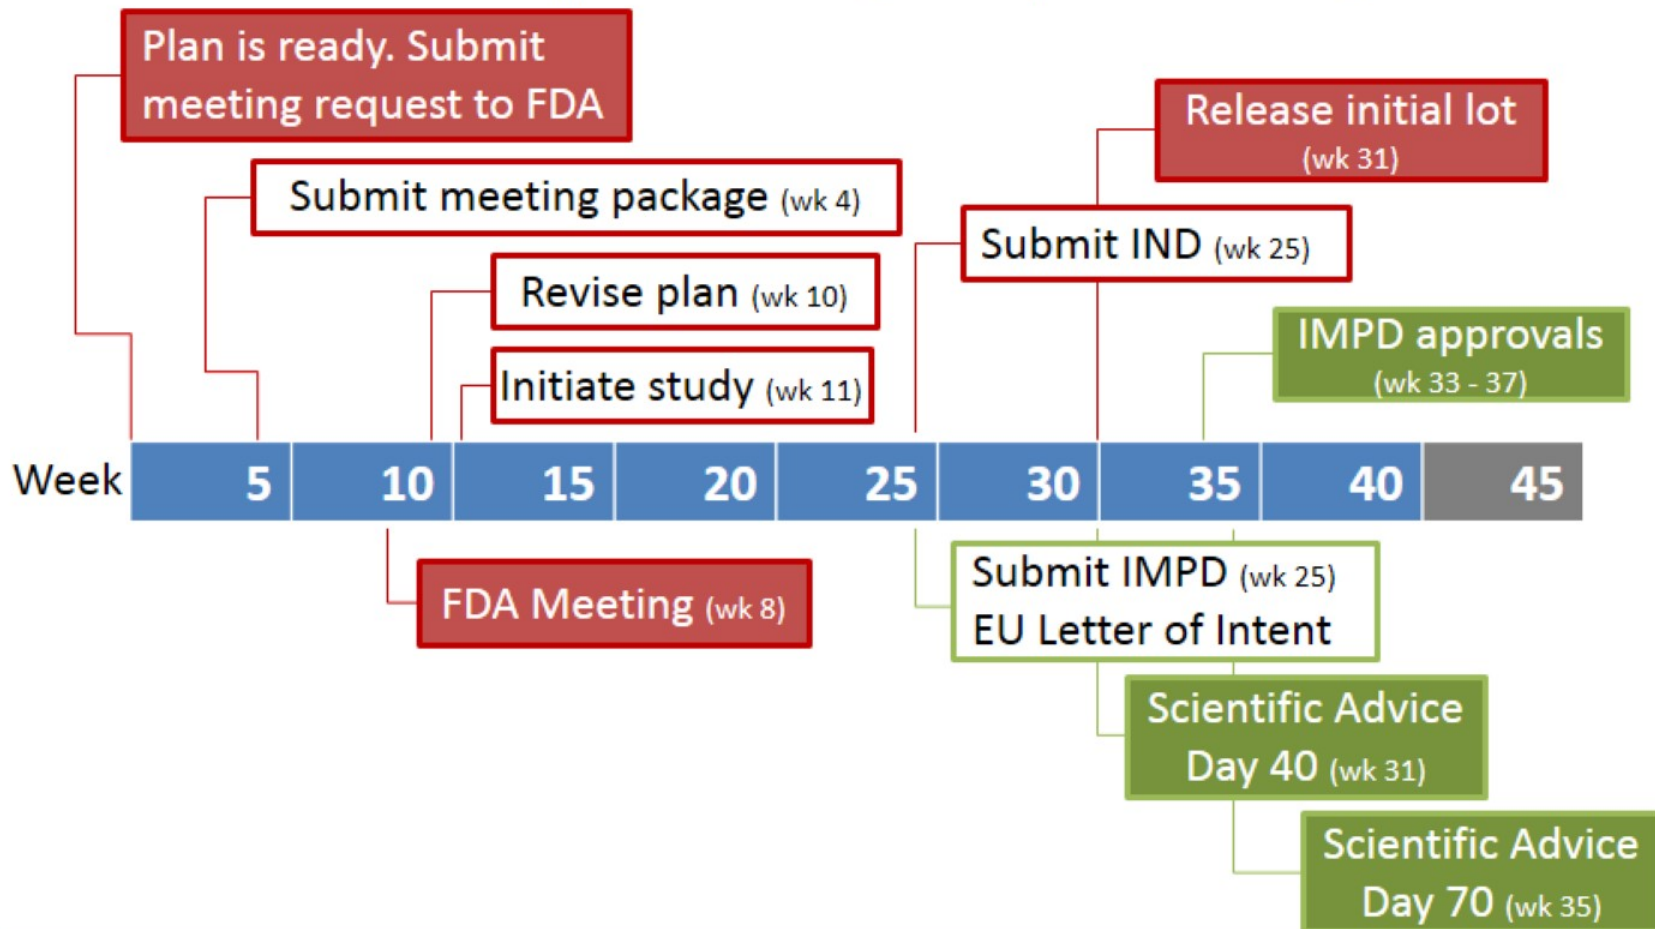 Plan is ready. Submit
meeting request to FDA
Release initial lot
(wk 31)
Submit meeting package (wk 4)
Submit IND (wk 25)
Revise plan (wk 10)
IMPD approvals
(wk 33 - 37)
Initiate study (wk 11)
Week 5 10 15 20 25 30 35 40 45
FDA Meeting (wk 8)
Submit IMPD (wk 25)
EU Letter of Intent
Scientific Advice
Day 40 (wk 31)
Scientific Advice
Day 70 (wk 35)